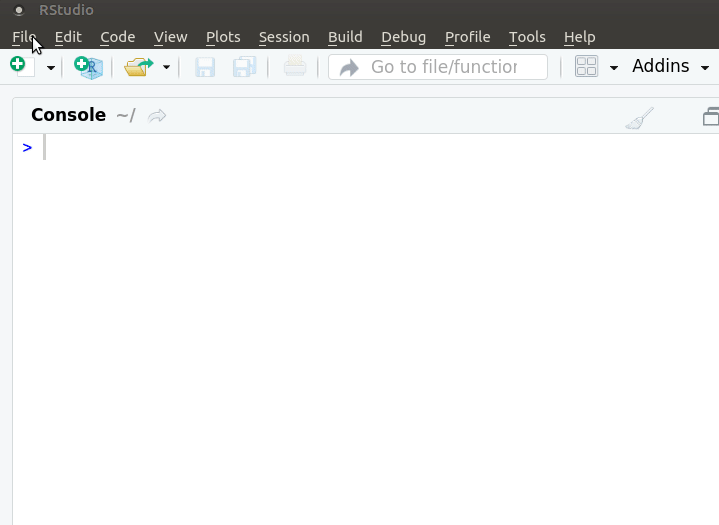 RStudio
File Edit Code View Plots Session Build Debug Profile Tools Help
R Go to file/function Addins
Console ~/
>